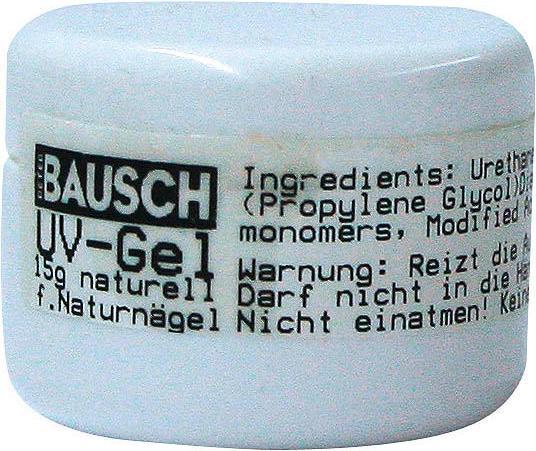 BAUSCH
UV-Gel
15g naturell
f.Naturnägel
Ingredients: Urethane
(Propylene Glycol)
monomers, Modified
Warnung: Reizt die
Darf nicht in die
Nicht einatmen!